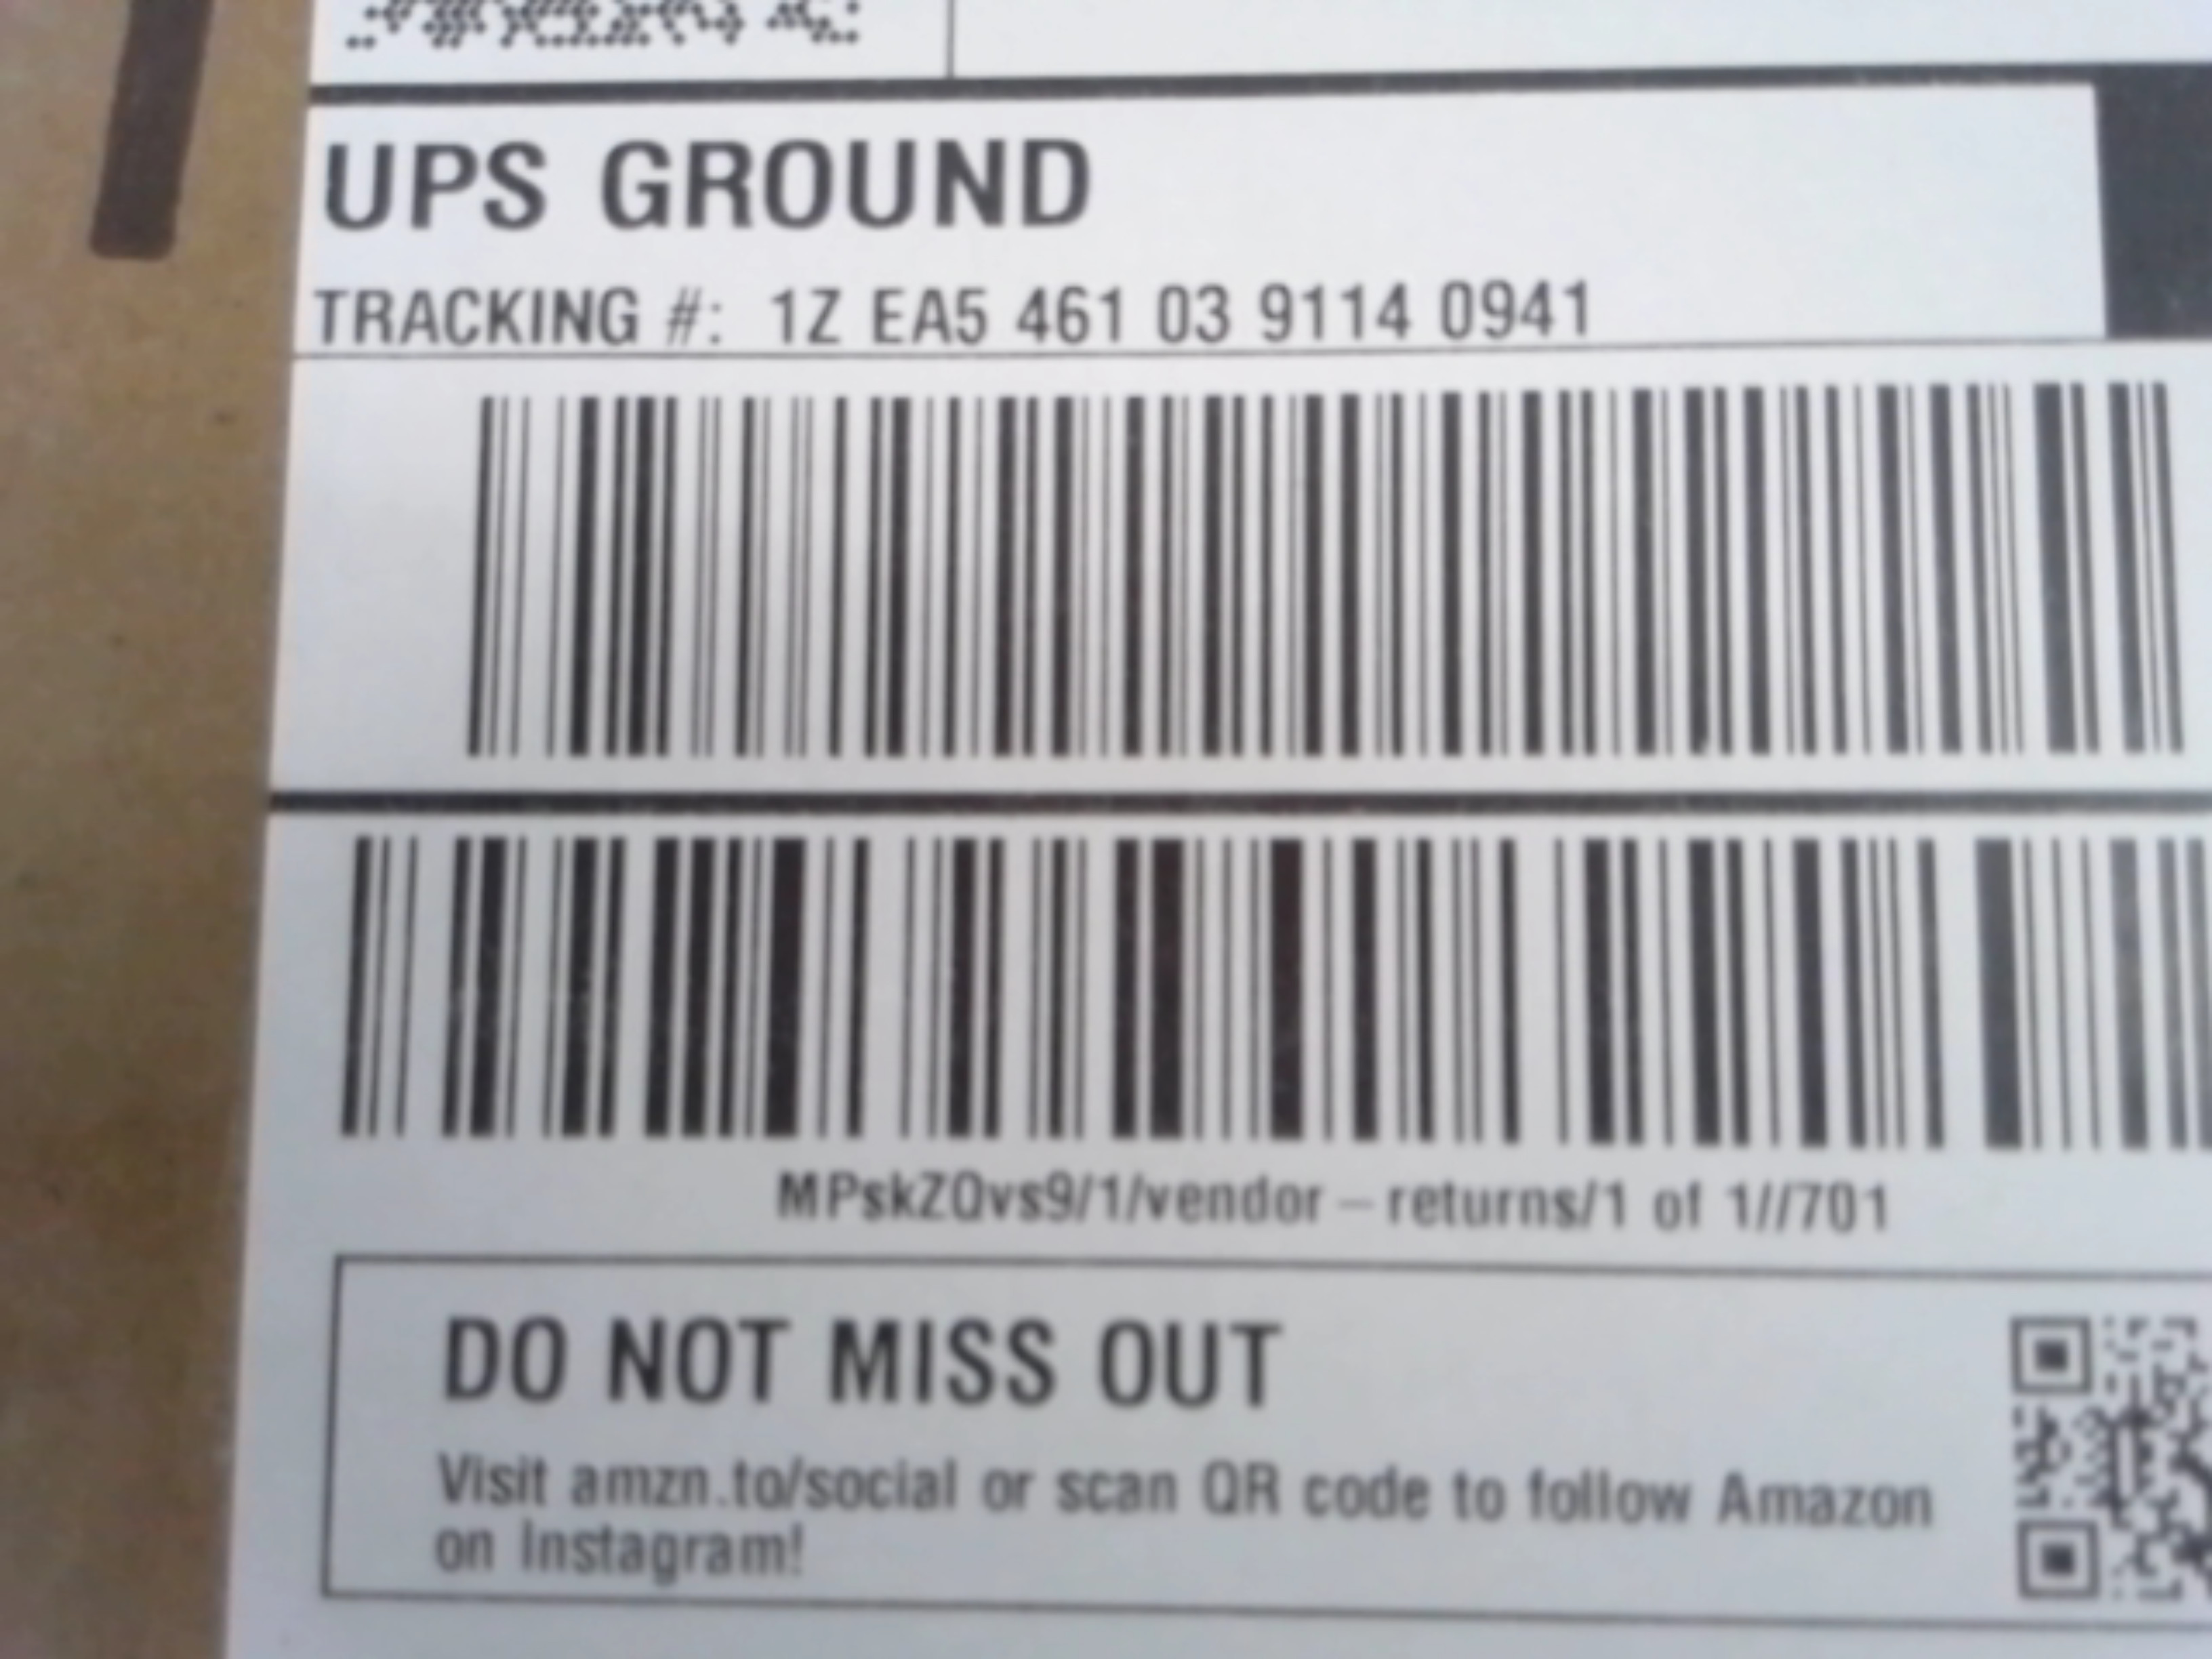 UPS GROUND
TRACKING #: 1Z EA5 461 03 9114 0941
MPskZQvs9/1/vendor-returns/1 of 1//701
DO NOT MISS OUT
Visit amzn.to/social or scan QR code to follow Amazon
on Instagram!